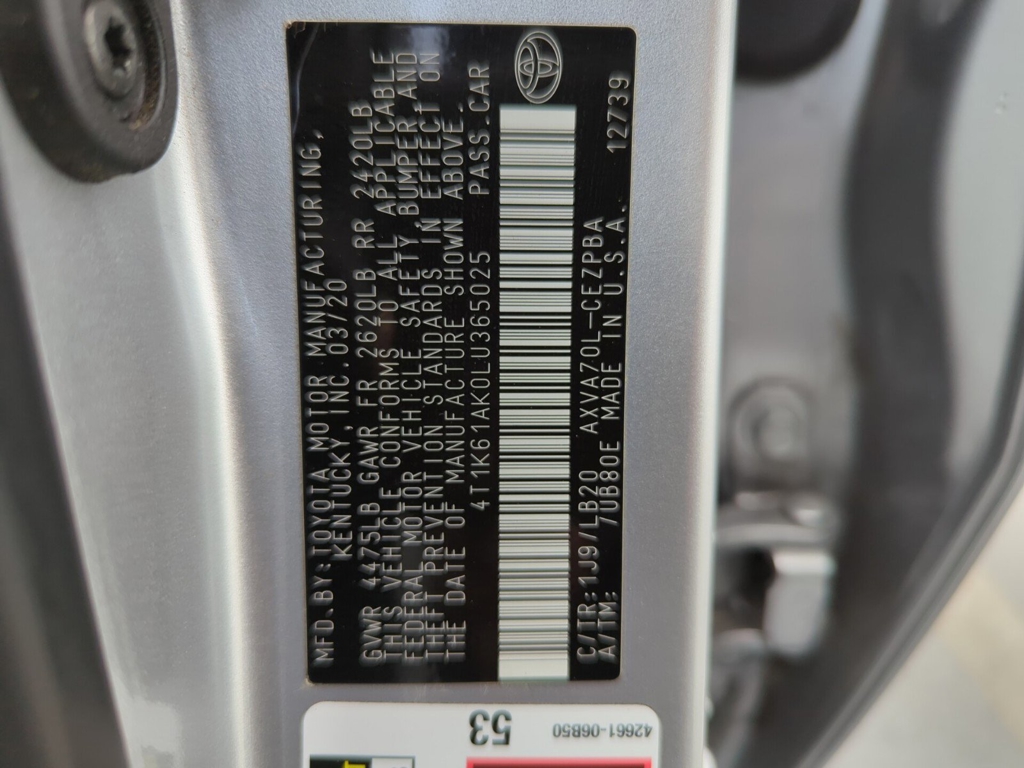 MFD.BY:TOYOTA MOTOR MANUFACTURING,
KENTUCKY,INC.03/20
GVWR 4475LB GAWR FR 2620LB RR 2420LB
THIS VEHICLE CONFORMS TO ALL APPLICABLE
FEDERAL MOTOR VEHICLE SAFETY,BUMPER AND
THEFT PREVENTION STANDARDS IN EFFECT ON
THE DATE OF MANUFACTURE SHOWN ABOVE.
4T1K61AK0LU365025 PASS.CAR
C/TR:1J9/LB20 AXVA70L-CEZPBA
A/TM: /UB80E MADE IN U.S.A. 12739
53
42661-06B50